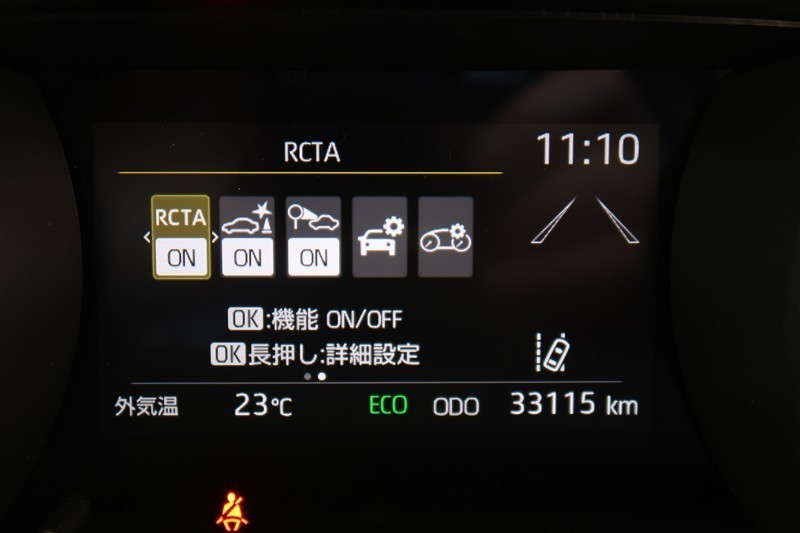 RCTA
11:10
RCTA
ON ON ON
OK:機能 ON/OFF
OK長押し:詳細設定
外気温 23℃ ECO ODO 33115 km